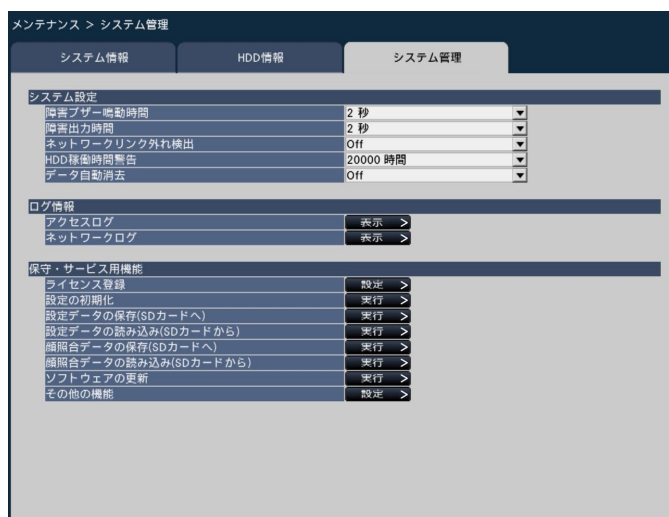 メンテナンス > システム管理
システム情報 HDD情報 システム管理
システム設定
障害ブザー鳴動時間 2 秒
障害出力時間 2 秒
ネットワークリンク外れ検出 Off
HDD稼働時間警告 20000 時間
データ自動消去 Off
ログ情報
アクセスログ 表示 >
ネットワークログ 表示 >
保守・サービス用機能
ライセンス登録 設定 >
設定の初期化 実行 >
設定データの保存(SDカードへ) 実行 >
設定データの読み込み(SDカードから) 実行 >
顔照合データの保存(SDカードへ) 実行 >
顔照合データの読み込み(SDカードから) 実行 >
ソフトウェアの更新 実行 >
その他の機能 設定 >